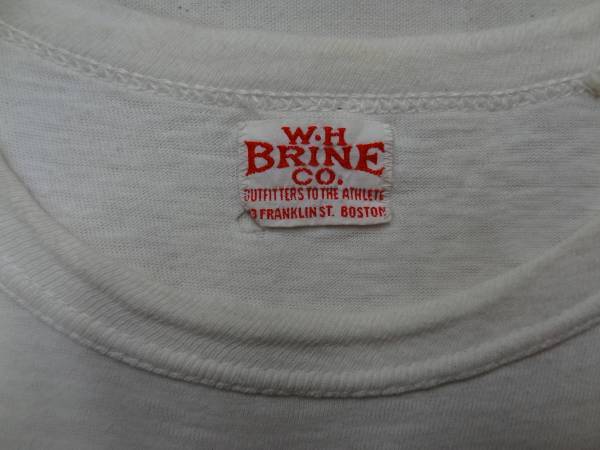 W.H
BRINE
CO.
OUTFITTERS TO THE ATHLETE
FRANKLIN ST. BOSTON